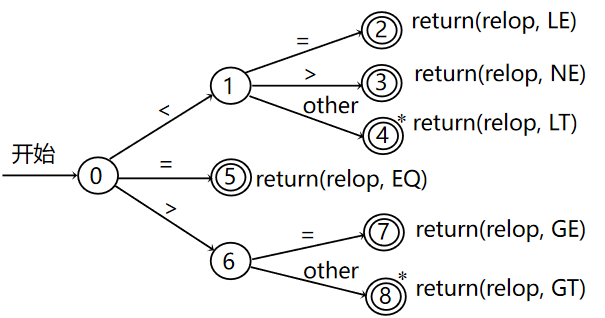 = 2 return(relop, LE)
1 > 3 return(relop, NE)
< other 4 * return(relop, LT)
开始 0 = 5 return(relop, EQ)
> = 7 return(relop, GE)
6 other 8 * return(relop, GT)